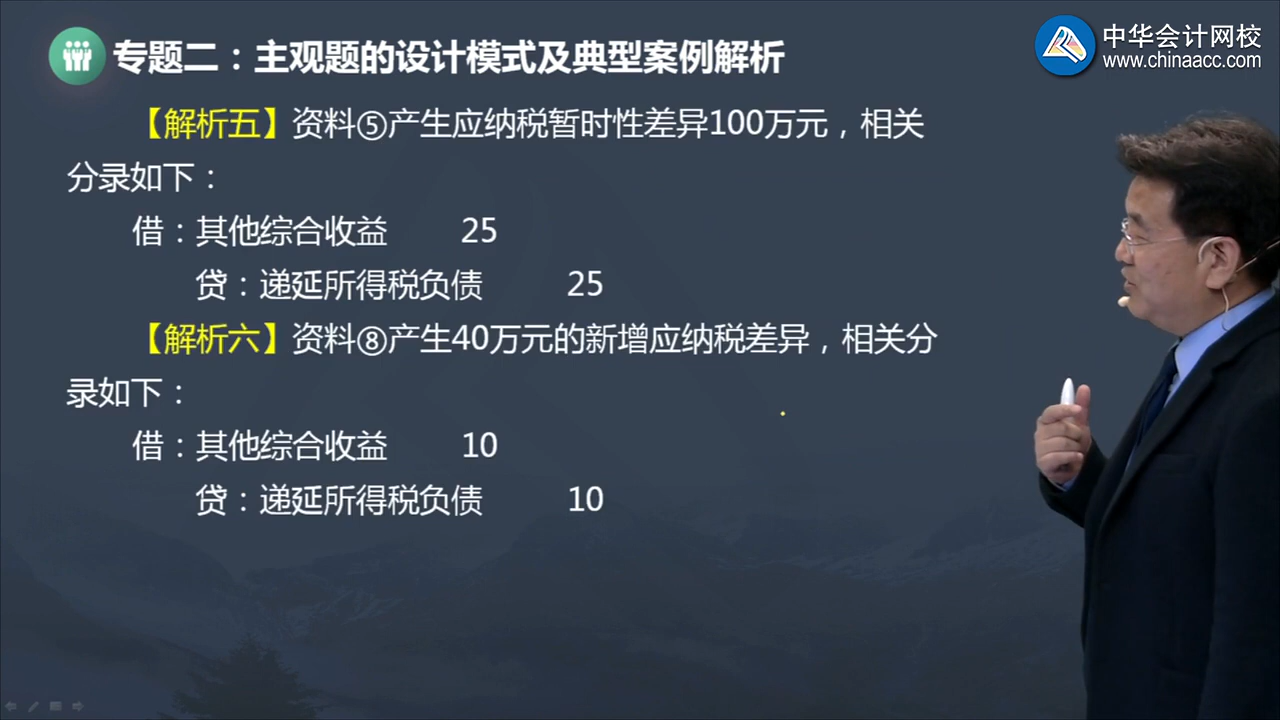 专题二：主观题的设计模式及典型案例解析
中华会计网校
www.chinaacc.com
【解析五】资料⑤产生应纳税暂时性差异100万元，相关
分录如下：
借：其他综合收益 25
贷：递延所得税负债 25
【解析六】资料⑧产生40万元的新增应纳税差异，相关分
录如下：
借：其他综合收益 10
贷：递延所得税负债 10